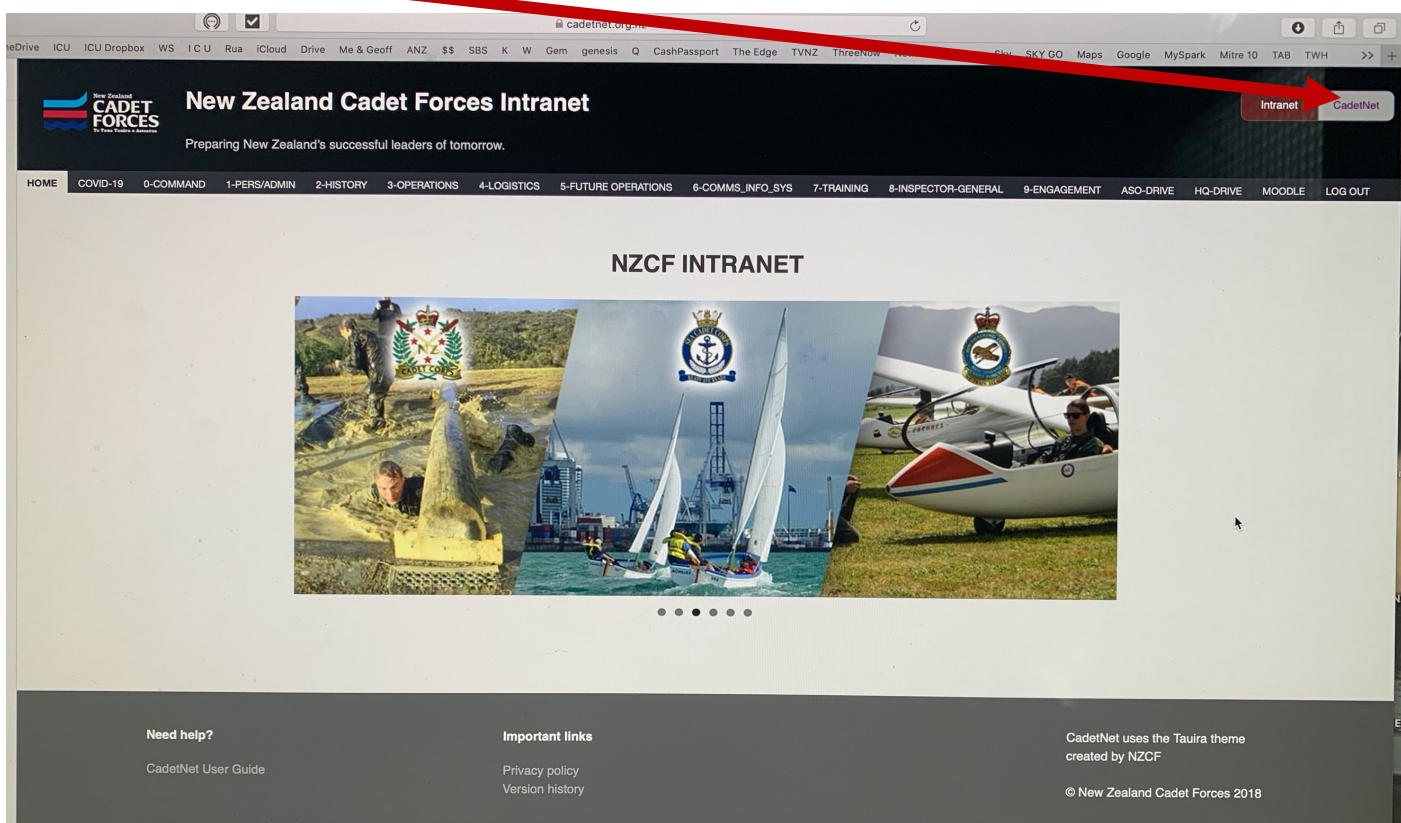 cadetnet.org.nz
ICU ICU Dropbox WS I C U Rua iCloud Drive Me & Geoff ANZ $$ SBS K W Gem genesis Q CashPassport The Edge TVNZ ThreeNow Sky SKY GO Maps Google MySpark Mitre 10 TAB TWH >> +
New Zealand
CADET
FORCES
New Zealand Cadet Forces Intranet
Preparing New Zealand's successful leaders of tomorrow.
Intranet CadetNet
HOME COVID-19 0-COMMAND 1-PERS/ADMIN 2-HISTORY 3-OPERATIONS 4-LOGISTICS 5-FUTURE OPERATIONS 6-COMMS_INFO_SYS 7-TRAINING 8-INSPECTOR-GENERAL 9-ENGAGEMENT ASO-DRIVE HQ-DRIVE MOODLE LOG OUT
NZCF INTRANET
NZ
CADET CORPS
SEA CADET CORPS
Need help?
CadetNet User Guide
Important links
Privacy policy
Version history
CadetNet uses the Tauira theme
created by NZCF
© New Zealand Cadet Forces 2018